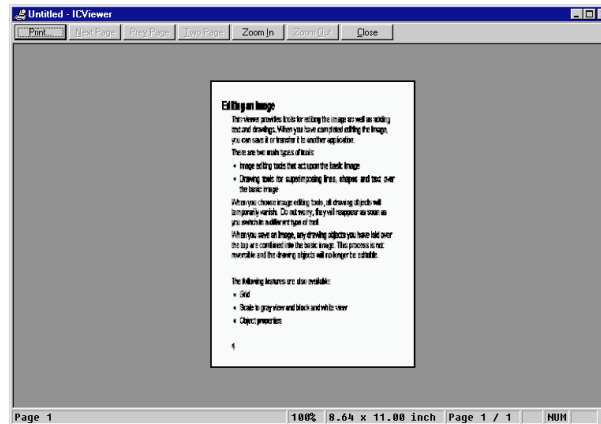 Untitled - ICViewer
Print... Next Page Prev Page Two Page Zoom In Zoom Out Close
Editing an Image
This viewer provides tools for editing the image as well as adding
text and drawings. When you have completed editing the image,
you can save it or transfer it to another application.
There are two main types of tools:
• Image editing tools that act upon the basic image
• Drawing tools for superimposing lines, shapes and text over
the basic image
When you choose image editing tools, all drawing objects will
temporarily vanish. Do not worry, they will reappear as soon as
you switch to a different type of tool.
When you save an image, any drawing objects you have laid over
the top are combined into the basic image. This process is not
reversible and the drawing objects will no longer be editable.
The following features are also available:
• Grid
• Scale to gray view and black and white view
• Object properties
4
Page 1 100% 8.64 x 11.00 inch Page 1 / 1 NUM